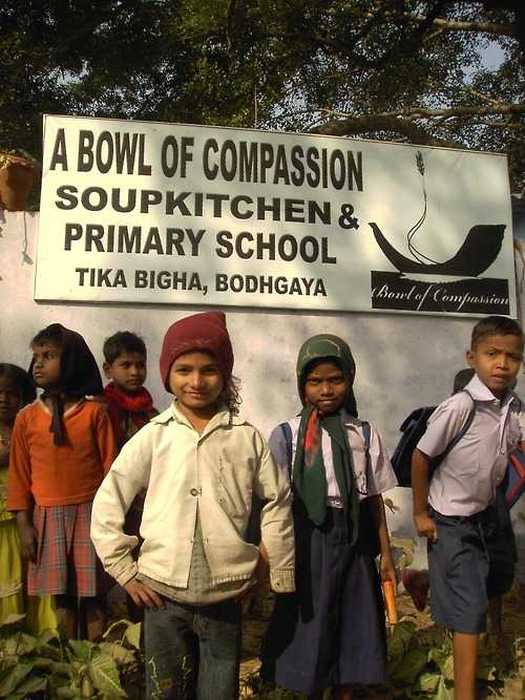 A BOWL OF COMPASSION
SOUPKITCHEN &
PRIMARY SCHOOL
TIKA BIGHA, BODHGAYA
Bowl of Compassion